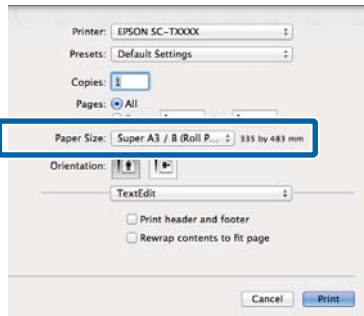 Printer: EPSON SC-TXXXX
Presets: Default Settings
Copies: 1
Pages: All
Paper Size: Super A3 / B (Roll P... 335 by 483 mm
Orientation:
TextEdit
Print header and footer
Rewrap contents to fit page
Cancel Print